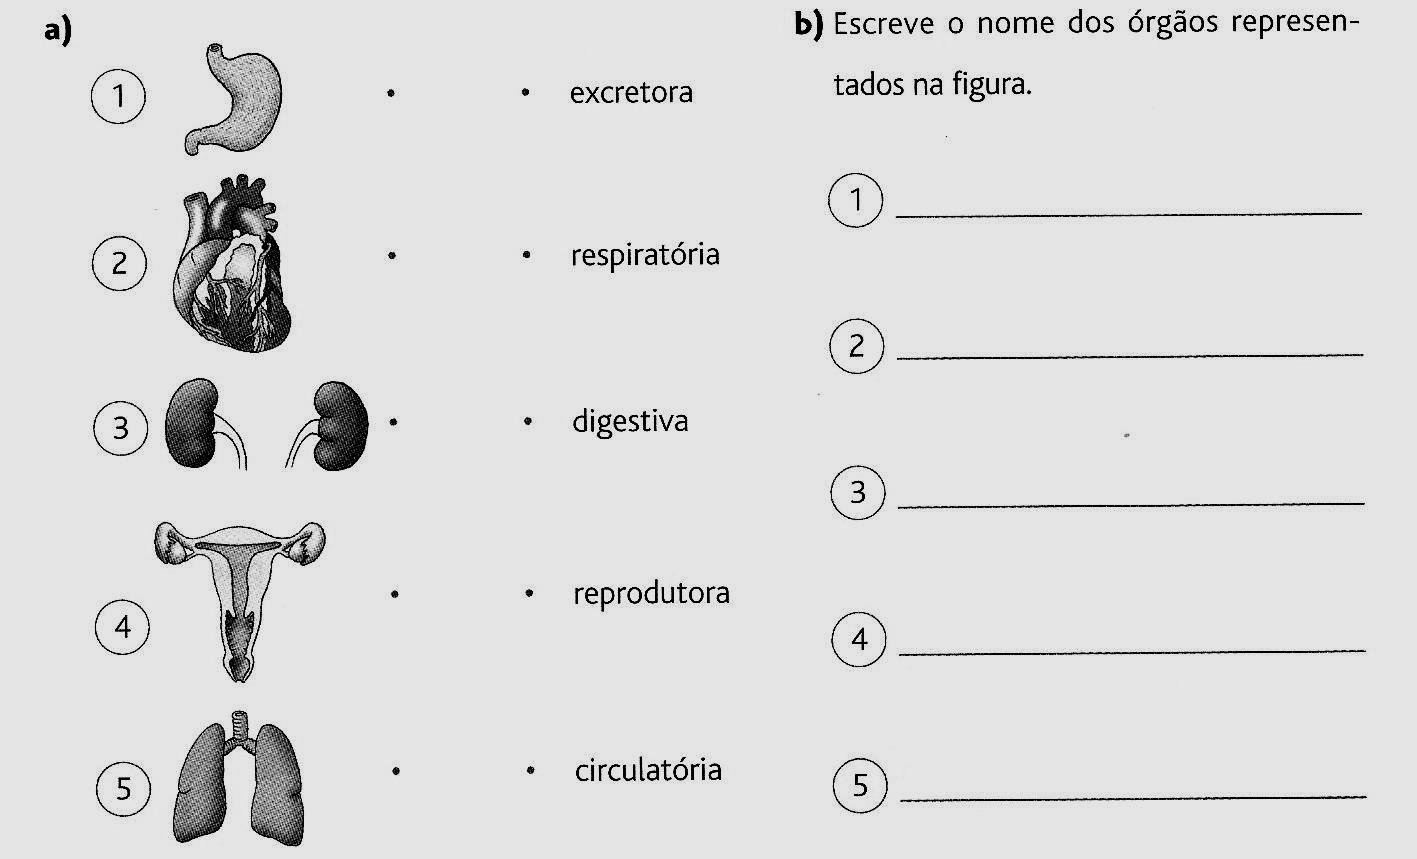 a)
1
excretora
2
respiratória
3
digestiva
4
reprodutora
5
circulatória
b) Escreve o nome dos órgãos represen-
tados na figura.
1
2
3
4
5